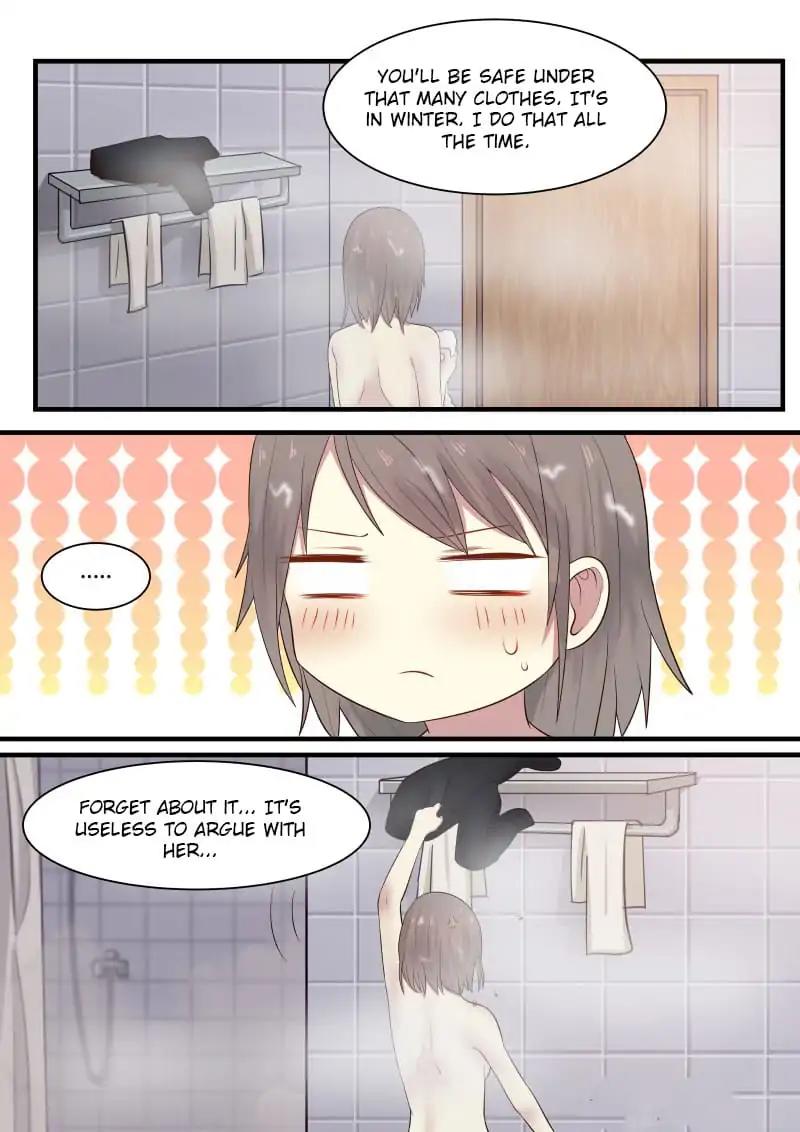 YOU'LL BE SAFE UNDER
THAT MANY CLOTHES. IT'S
IN WINTER. I DO THAT ALL
THE TIME.
.....
FORGET ABOUT IT... IT'S
USELESS TO ARGUE WITH
HER...